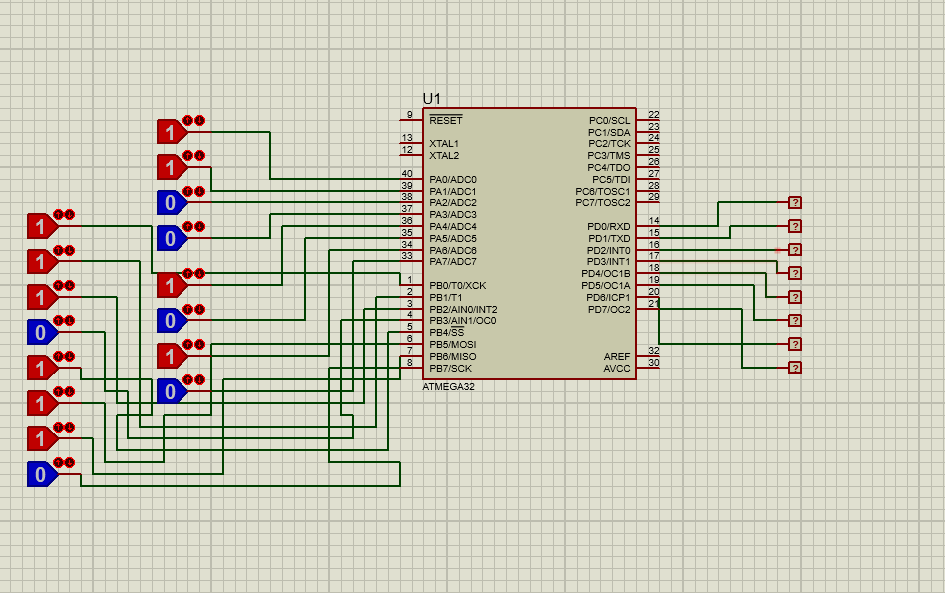 U1
9 RESET
13 XTAL1
12 XTAL2
40 PA0/ADC0
39 PA1/ADC1
38 PA2/ADC2
37 PA3/ADC3
36 PA4/ADC4
35 PA5/ADC5
34 PA6/ADC6
33 PA7/ADC7
1 PB0/T0/XCK
2 PB1/T1
3 PB2/AIN0/INT2
4 PB3/AIN1/OC0
5 PB4/SS
6 PB5/MOSI
7 PB6/MISO
8 PB7/SCK
PC0/SCL 22
PC1/SDA 23
PC2/TCK 24
PC3/TMS 25
PC4/TDO 26
PC5/TDI 27
PC6/TOSC1 28
PC7/TOSC2 29
PD0/RXD 14
PD1/TXD 15
PD2/INT0 16
PD3/INT1 17
PD4/OC1B 18
PD5/OC1A 19
PD6/ICP1 20
PD7/OC2 21
AREF 32
AVCC 30
ATMEGA32
1
1
0
0
1
0
1
0
1
1
1
0
1
1
1
0
?
?
?
?
?
?
?
?